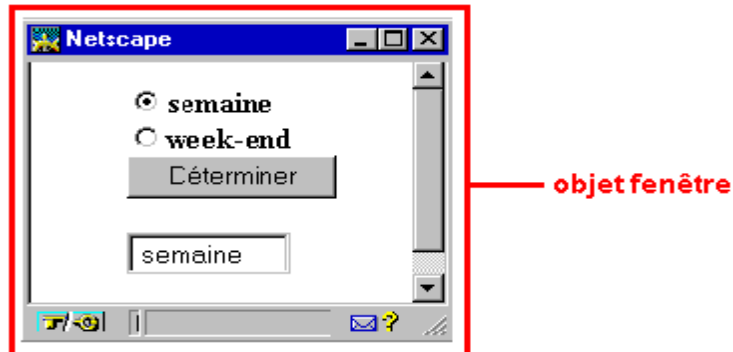 Netscape
semaine
week-end
Déterminer
objet fenêtre
semaine